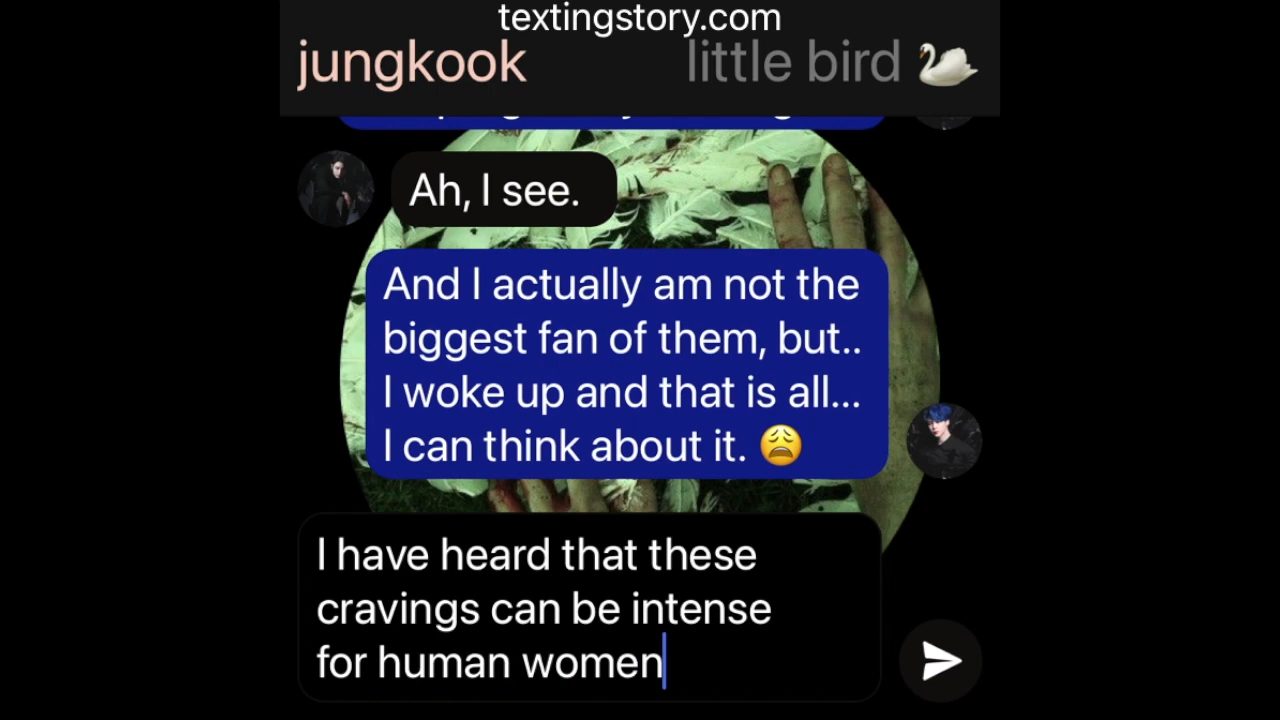 textingstory.com
jungkook
little bird 🦢
Ah, I see.
And I actually am not the
biggest fan of them, but..
I woke up and that is all...
I can think about it. 😩
I have heard that these
cravings can be intense
for human women